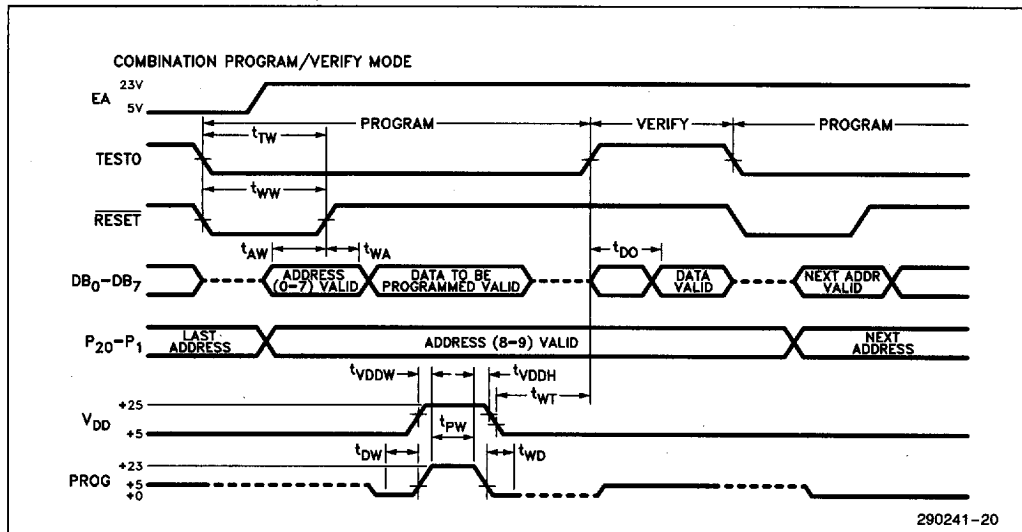 COMBINATION PROGRAM/VERIFY MODE
EA
23V
5V
PROGRAM
VERIFY
PROGRAM
tTW
TEST0
tWW
RESET
tAW
tWA
tDO
DB0-DB7
ADDRESS
(0-7) VALID
DATA TO BE
PROGRAMMED VALID
DATA
VALID
NEXT ADDR
VALID
P20-P1
LAST
ADDRESS
ADDRESS (8-9) VALID
NEXT
ADDRESS
tVDDW
tVDDH
tWT
VDD
+25
+5
tPW
tDW
tWD
PROG
+23
+5
+0
290241-20